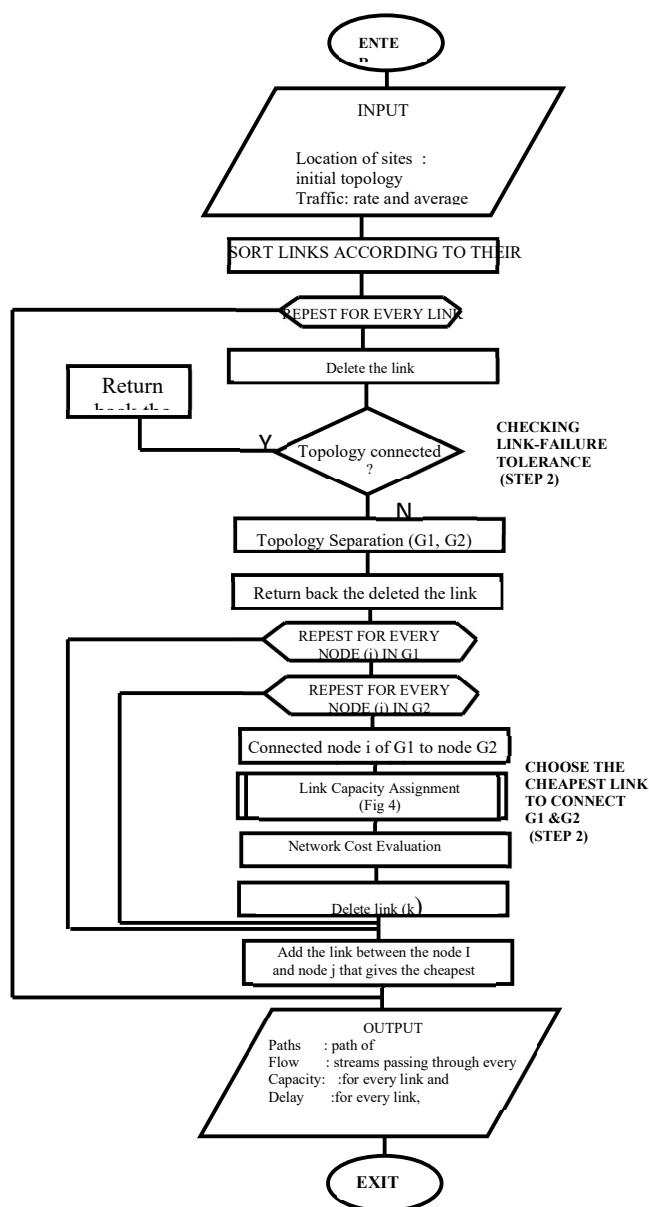 ENTE
INPUT
Location of sites :
initial topology
Traffic: rate and average
SORT LINKS ACCORDING TO THEIR
REPEST FOR EVERY LINK
Delete the link
Return
back the
Topology connected
?
Y
N
CHECKING
LINK-FAILURE
TOLERANCE
(STEP 2)
Topology Separation (G1, G2)
Return back the deleted the link
REPEST FOR EVERY
NODE (i) IN G1
REPEST FOR EVERY
NODE (i) IN G2
Connected node i of G1 to node G2
Link Capacity Assignment
(Fig 4)
Network Cost Evaluation
Delete link (k)
CHOOSE THE
CHEAPEST LINK
TO CONNECT
G1 &G2
(STEP 2)
Add the link between the node I
and node j that gives the cheapest
OUTPUT
Paths : path of
Flow : streams passing through every
Capacity: :for every link and
Delay :for every link,
EXIT